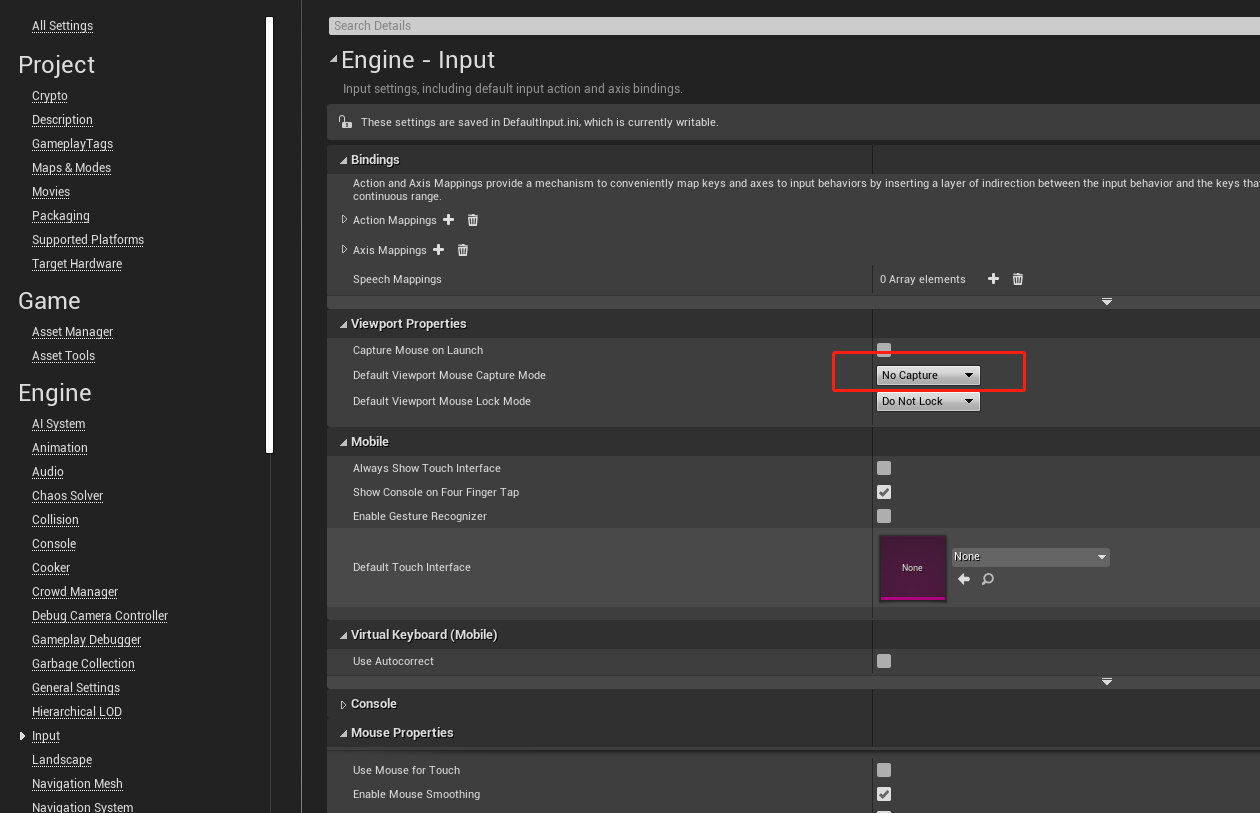 All Settings
Project
Crypto
Description
GameplayTags
Maps & Modes
Movies
Packaging
Supported Platforms
Target Hardware
Game
Asset Manager
Asset Tools
Engine
AI System
Animation
Audio
Chaos Solver
Collision
Console
Cooker
Crowd Manager
Debug Camera Controller
Gameplay Debugger
Garbage Collection
General Settings
Hierarchical LOD
Input
Landscape
Navigation Mesh
Navigation System
Search Details
Engine - Input
Input settings, including default input action and axis bindings.
These settings are saved in DefaultInput.ini, which is currently writable.
Bindings
Action and Axis Mappings provide a mechanism to conveniently map keys and axes to input behaviors by inserting a layer of indirection between the input behavior and the keys tha
continuous range.
Action Mappings
Axis Mappings
Speech Mappings 0 Array elements
Viewport Properties
Capture Mouse on Launch
Default Viewport Mouse Capture Mode No Capture
Default Viewport Mouse Lock Mode Do Not Lock
Mobile
Always Show Touch Interface
Show Console on Four Finger Tap
Enable Gesture Recognizer
Default Touch Interface None None
Virtual Keyboard (Mobile)
Use Autocorrect
Console
Mouse Properties
Use Mouse for Touch
Enable Mouse Smoothing